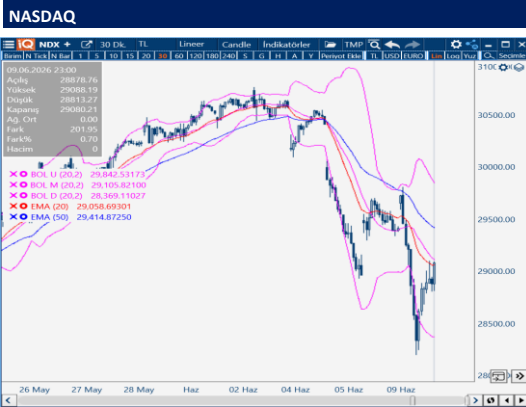 NASDAQ
IQ NDX + 30 Dk. TL Lineer Candle İndikatörler TMP
Birim N Tick N Bar 1 5 10 15 20 30 60 120 180 240 S G H A Y Periyot Ekle TL USD EURO Lin Log Yuz Seçimle
09.06.2026 23:00
Açılış 28878.76
Yüksek 29088.19
Düşük 28813.27
Kapanış 29080.21
Ağ. Ort 0.00
Fark 201.95
Fark% 0.70
Hacim 0
BOL U (20,2) 29,842.53173
BOL M (20,2) 29,105.82100
BOL D (20,2) 28,369.11027
EMA (20) 29,058.69301
EMA (50) 29,414.87250
30500.00
30000.00
29500.00
29000.00
28500.00
26 May 27 May 28 May Haz 02 Haz 04 Haz 05 Haz 09 Haz